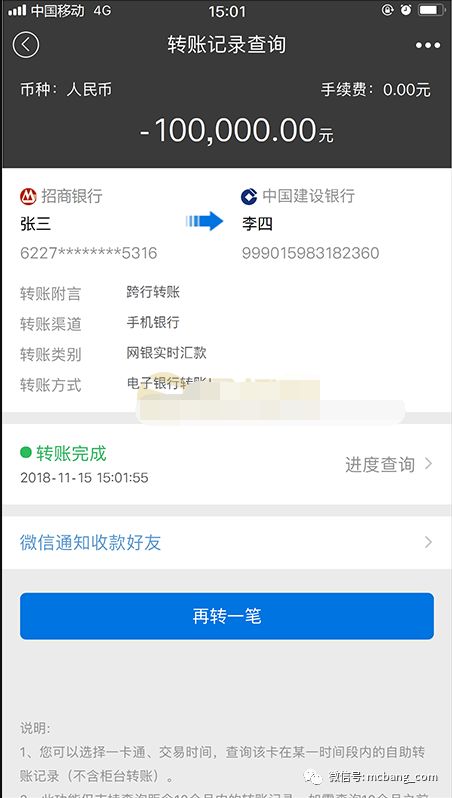 中国移动 4G 15:01
转账记录查询
币种：人民币 手续费：0.00元
-100,000.00元
招商银行 中国建设银行
张三 李四
6227********5316 999015983182360
转账附言 跨行转账
转账渠道 手机银行
转账类别 网银实时汇款
转账方式 电子银行转账
转账完成
进度查询
2018-11-15 15:01:55
微信通知收款好友
再转一笔
说明：
1、您可以选择一卡通、交易时间，查询该卡在某一时间段内的自助转
账记录（不含柜台转账）。
微信号: mcbang_com